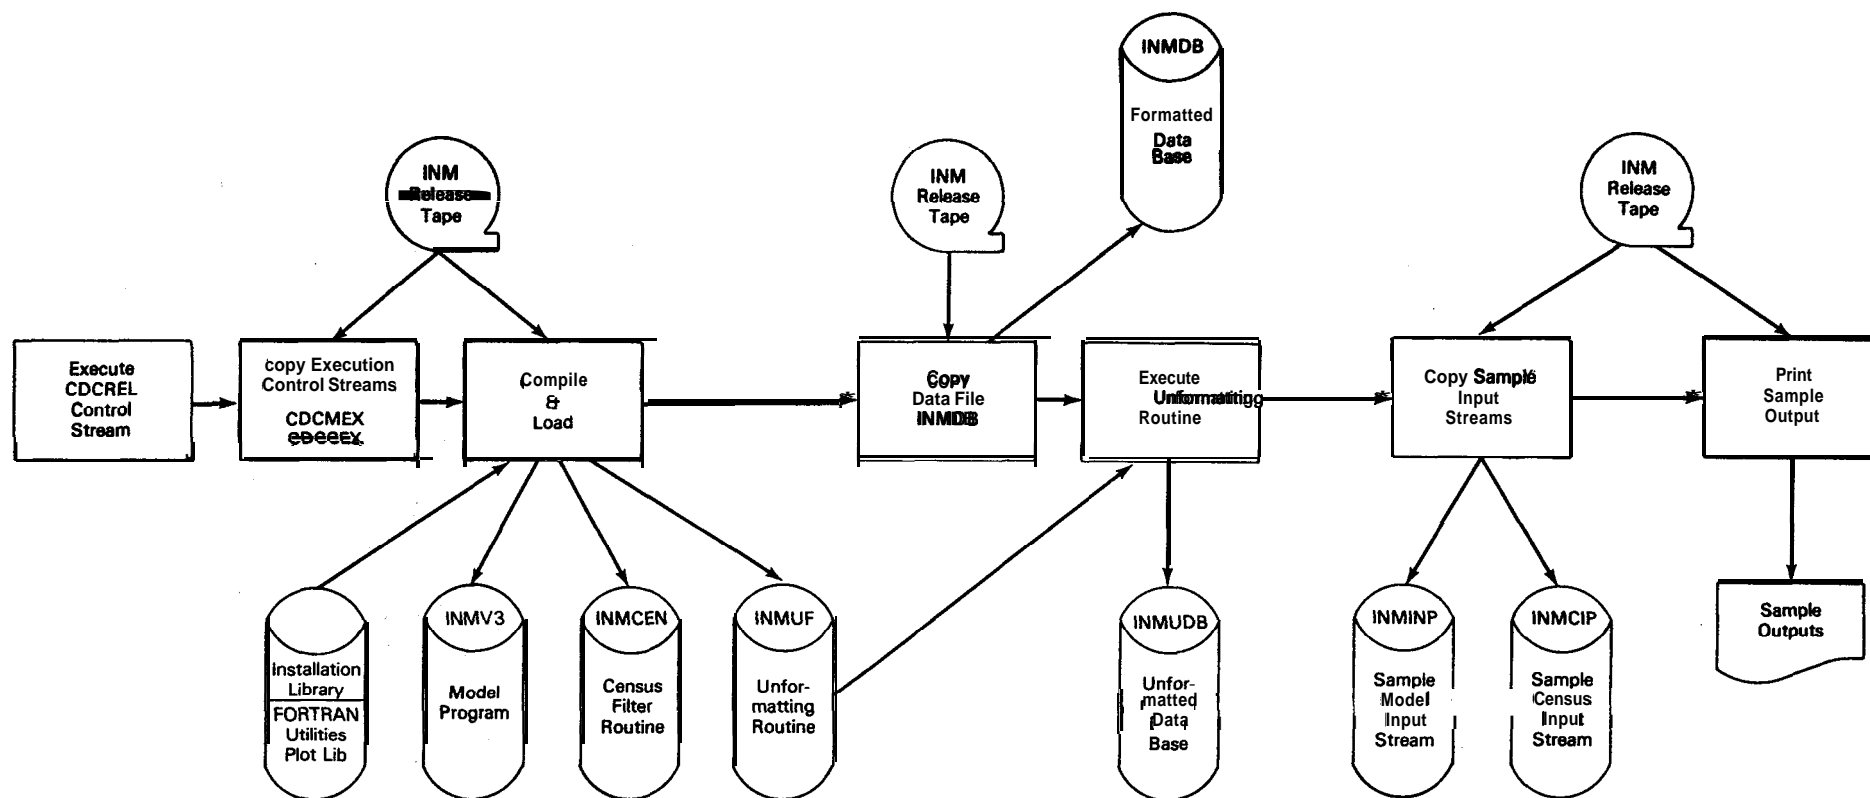 INMDB
Formatted
Data
Base
INM
Release
Tape
INM
Release
Tape
INM
Release
Tape
Execute
CDCREL
Control
Stream
copy Execution
Control Streams
CDCMEX
Compile
&
Load
Copy
Data File
INMDB
Execute
Unformatting
Routine
Copy Sample
Input
Streams
Print
Sample
Output
Installation
Library
FORTRAN
Utilities
Plot Lib
INMV3
Model
Program
INMCEN
Census
Filter
Routine
INMUF
Unfor-
matting
Routine
INMUDB
Unfor-
matted
Data
Base
INMINP
Sample
Model
Input
Stream
INMCIP
Sample
Census
Input
Stream
Sample
Outputs